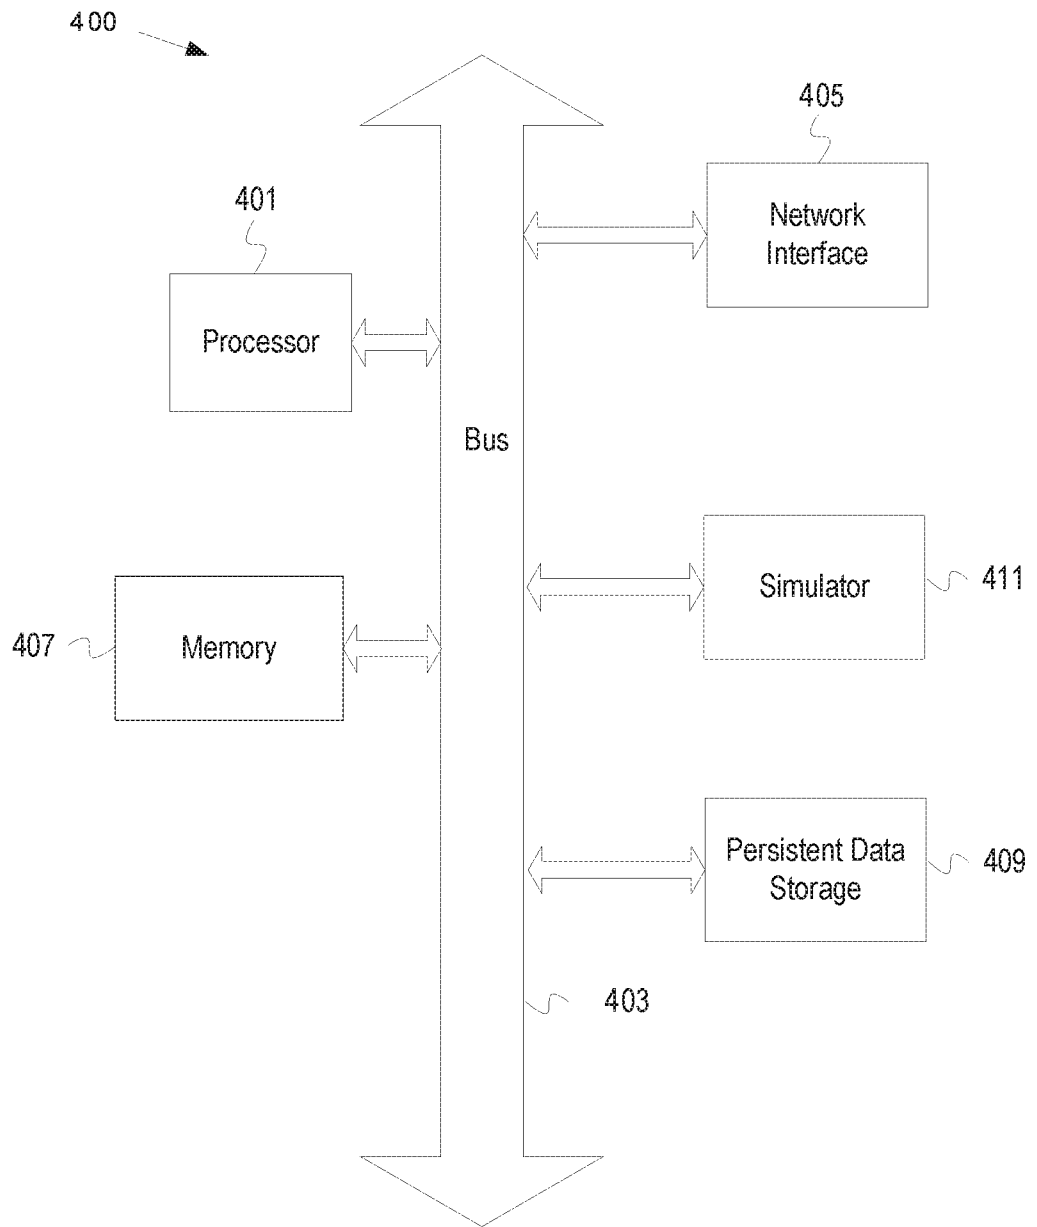 400
405
Network
Interface
401
Processor
Bus
Simulator
411
407
Memory
Persistent Data
Storage
409
403